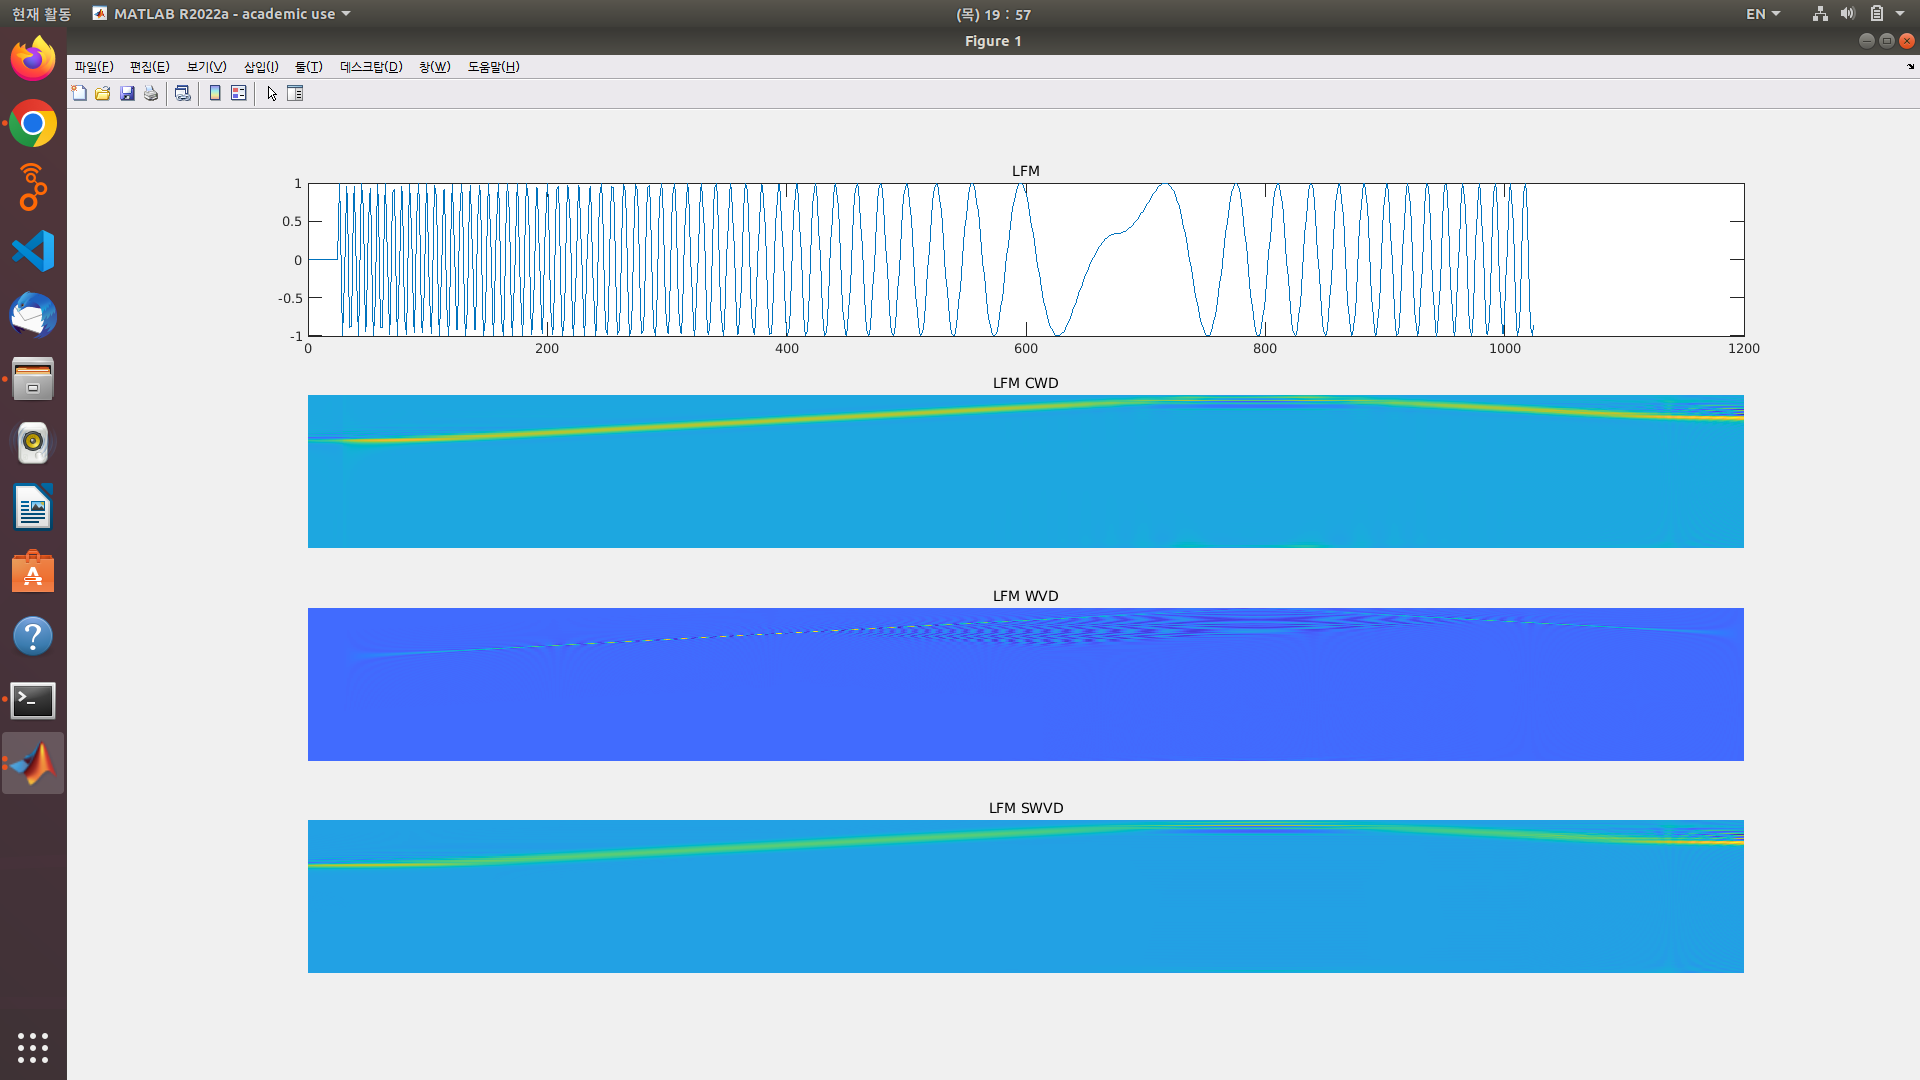 현재 활동 MATLAB R2022a - academic use (목) 19 : 57 EN
Figure 1
파일(F) 편집(E) 보기(V) 삽입(I) 툴(T) 데스크탑(D) 창(W) 도움말(H)
LFM
1
0.5
0
-0.5
-1
0 200 400 600 800 1000 1200
LFM CWD
LFM WVD
LFM SWVD